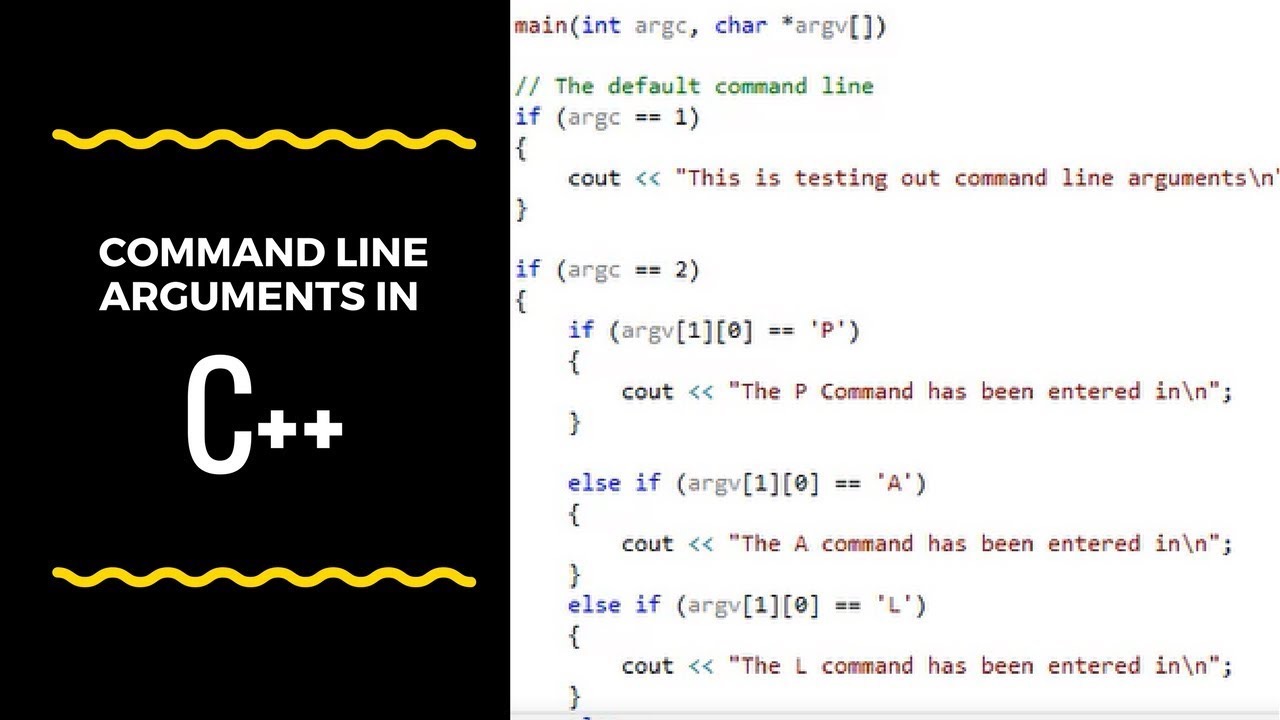 COMMAND LINE
ARGUMENTS IN
C++
main(int argc, char *argv[])
// The default command line
if (argc == 1)
{
cout << "This is testing out command line arguments\n"
}
if (argc == 2)
{
if (argv[1][0] == 'P')
{
cout << "The P Command has been entered in\n";
}
else if (argv[1][0] == 'A')
{
cout << "The A command has been entered in\n";
}
else if (argv[1][0] == 'L')
{
cout << "The L command has been entered in\n";
}